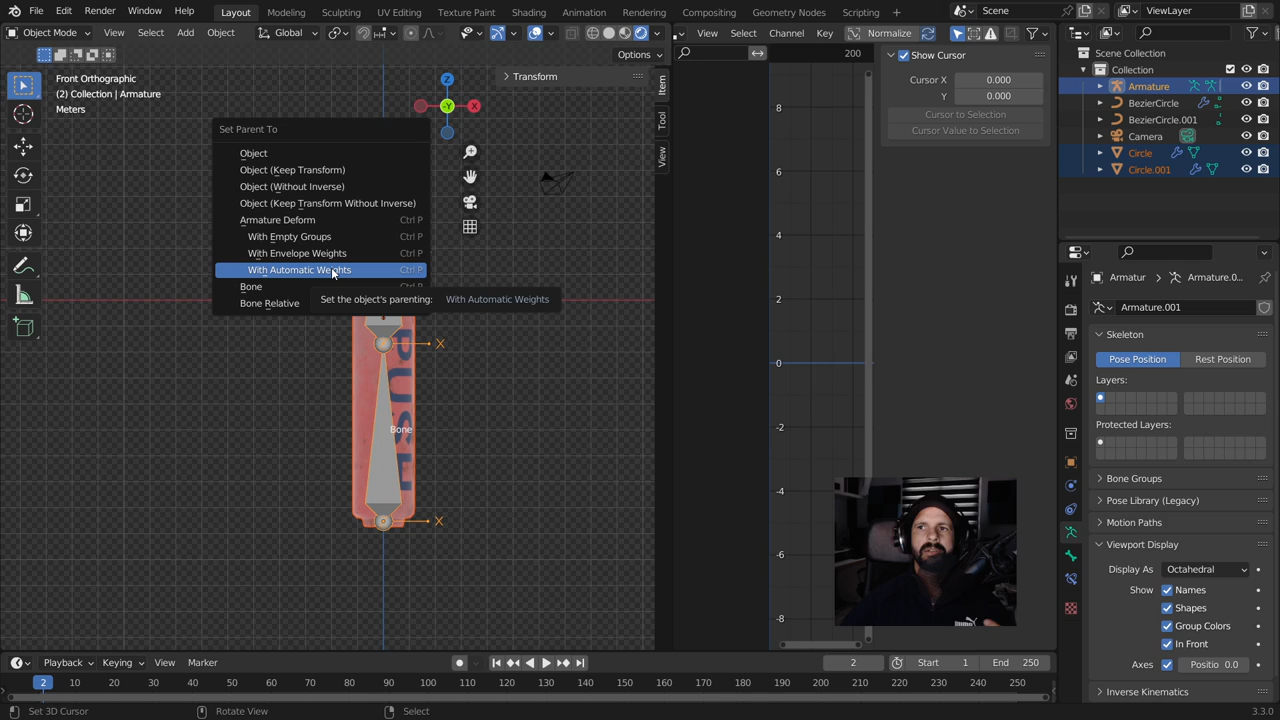 File Edit Render Window Help Layout Modeling Sculpting UV Editing Texture Paint Shading Animation Rendering Compositing Geometry Nodes Scripting Scene ViewLayer
Object Mode View Select Add Object Global View Select Channel Key Normalize
Options
Front Orthographic
(2) Collection | Armature
Meters
Z
-Y
X
Transform
Item
Tool
View
Set Parent To
Object
Object (Keep Transform)
Object (Without Inverse)
Object (Keep Transform Without Inverse)
Armature Deform Ctrl P
With Empty Groups Ctrl P
With Envelope Weights Ctrl P
With Automatic Weights Ctrl P
Bone Ctrl P
Bone Relative
Set the object's parenting: With Automatic Weights
X
Bone
X
200
8
6
4
2
0
-2
-4
-6
-8
Show Cursor
Cursor X 0.000
Y 0.000
Cursor to Selection
Cursor Value to Selection
Scene Collection
Collection
Armature
BezierCircle
BezierCircle.001
Camera
Circle
Circle.001
Armatur Armature.0...
Armature.001
Skeleton
Pose Position Rest Position
Layers:
Protected Layers:
Bone Groups
Pose Library (Legacy)
Motion Paths
Viewport Display
Display As Octahedral
Show Names
Shapes
Group Colors
In Front
Axes Positio 0.0
Inverse Kinematics
Playback Keying View Marker 2 Start 1 End 250
2 10 20 30 40 50 60 70 80 90 100 110 120 130 140 150 160 170 180 190 200 210 220 230 240 250
Set 3D Cursor Rotate View Select 3.3.0